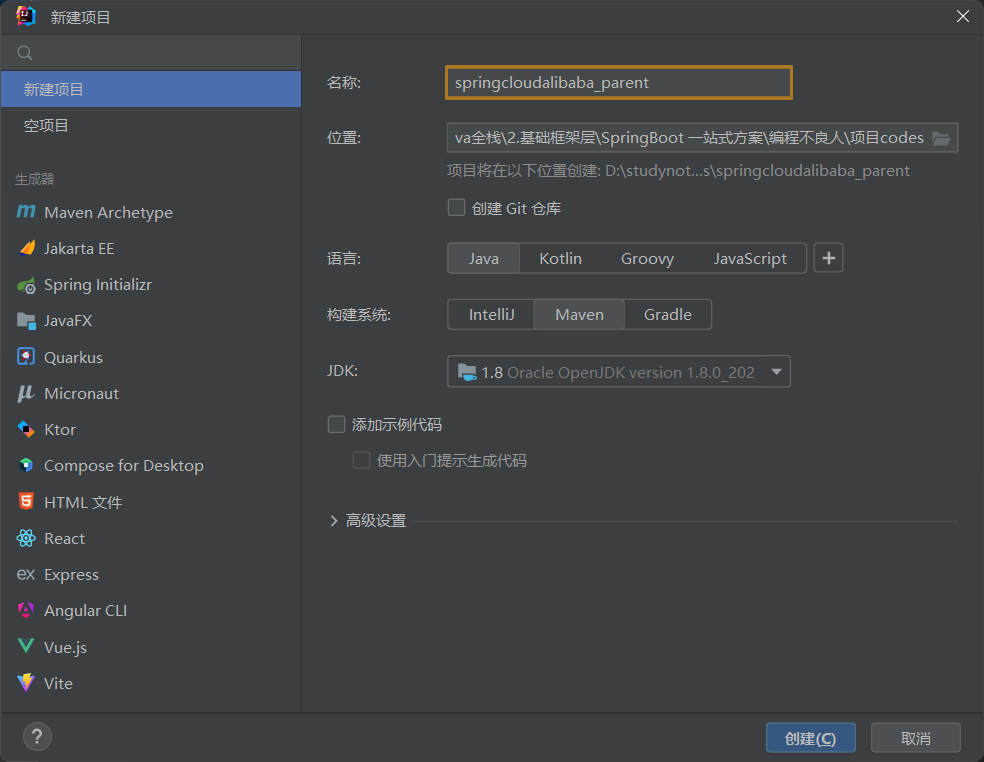 新建项目
新建项目
空项目
生成器
Maven Archetype
Jakarta EE
Spring Initializr
JavaFX
Quarkus
Micronaut
Ktor
Compose for Desktop
HTML 文件
React
Express
Angular CLI
Vue.js
Vite
名称:
springcloudalibaba_parent
位置:
va全栈\2.基础框架层\SpringBoot 一站式方案\编程不良人\项目codes
项目将在以下位置创建: D:\studynot...s\springcloudalibaba_parent
创建 Git 仓库
语言:
Java Kotlin Groovy JavaScript +
构建系统:
IntelliJ Maven Gradle
JDK:
1.8 Oracle OpenJDK version 1.8.0_202
添加示例代码
使用入门提示生成代码
高级设置
?
创建(C) 取消